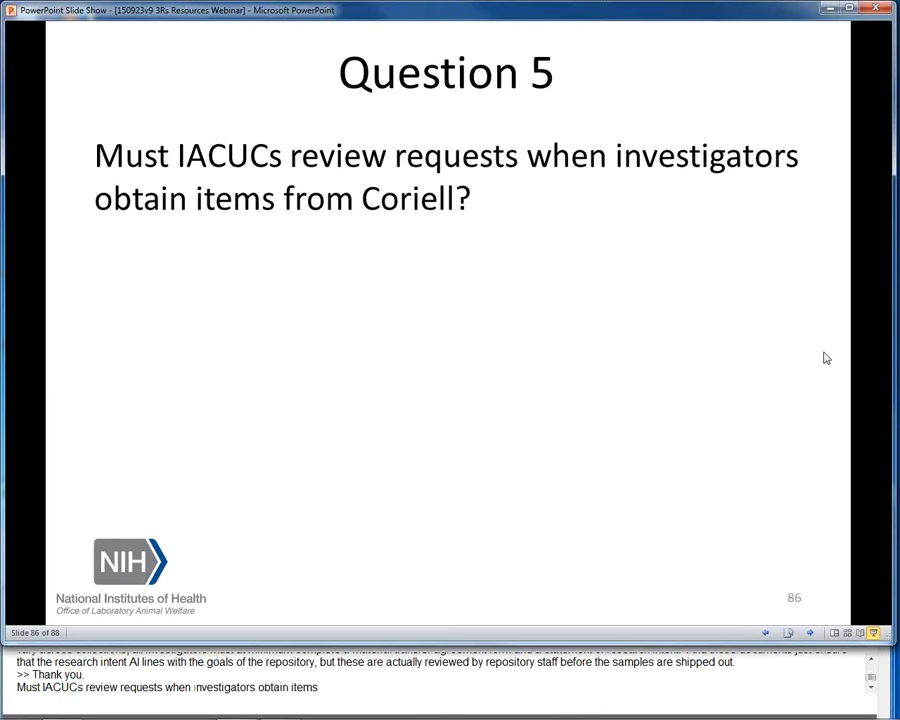 PowerPoint Slide Show - [150923v9 3Rs Resources Webinar] - Microsoft PowerPoint
Question 5
Must IACUCs review requests when investigators
obtain items from Coriell?
NIH
National Institutes of Health
Office of Laboratory Animal Welfare
86
Slide 86 of 88
that the research intent AI lines with the goals of the repository, but these are actually reviewed by repository staff before the samples are shipped out.
>> Thank you.
Must IACUCs review requests when investigators obtain items